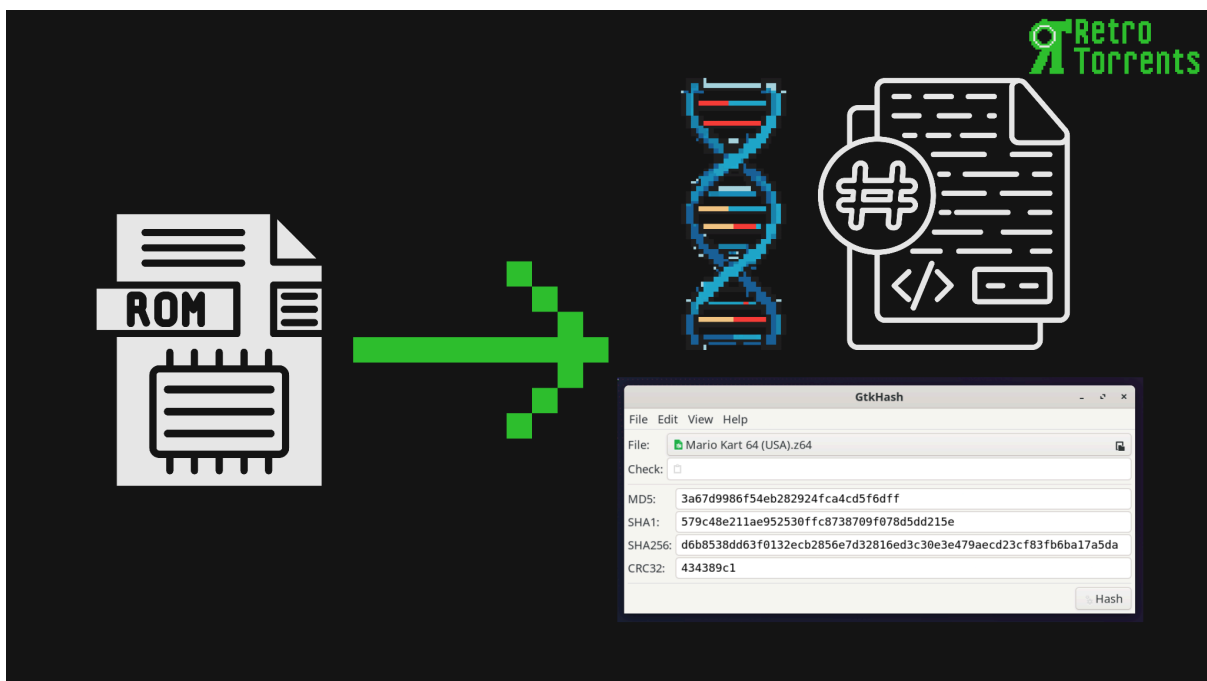 Retro
Torrents
ROM
#
</>
GtkHash
File Edit View Help
File: Mario Kart 64 (USA).z64
Check:
MD5: 3a67d9986f54eb282924fca4cd5f6dff
SHA1: 579c48e211ae952530ffc8738709f078d5dd215e
SHA256: d6b8538dd63f0132ecb2856e7d32816ed3c30e3e479aecd23cf83fb6ba17a5da
CRC32: 434389c1
Hash